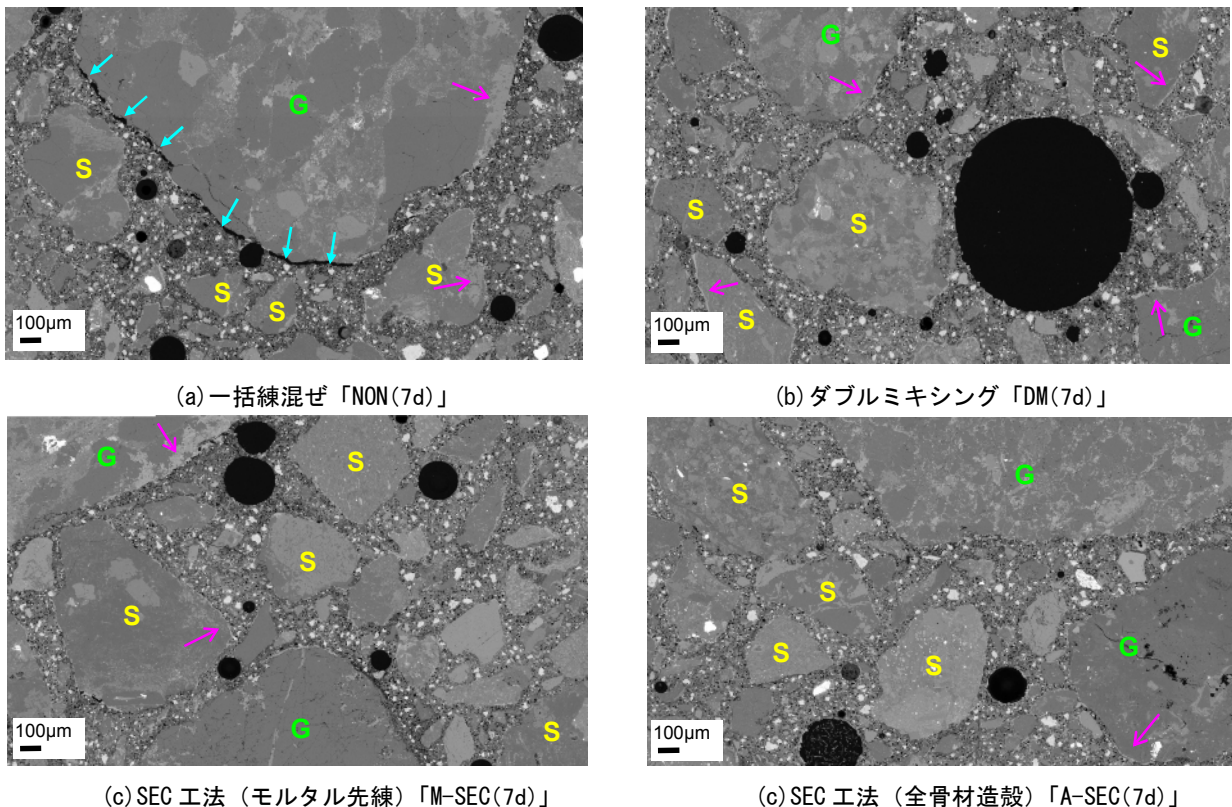 G
S
S
S
S
100μm
(a)一括練混ぜ「NON(7d)」
G
S
S
S
S
G
100μm
(b)ダブルミキシング「DM(7d)」
G
S
S
S
G
S
100μm
(c)SEC工法（モルタル先練）「M-SEC(7d)」
G
S
S
S
S
G
100μm
(c)SEC工法（全骨材造殻）「A-SEC(7d)」